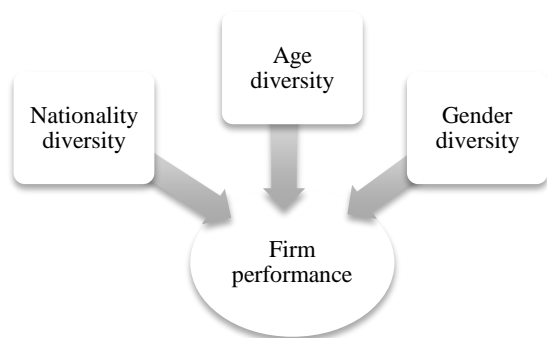 Age
diversity
Nationality
diversity
Gender
diversity
Firm
performance